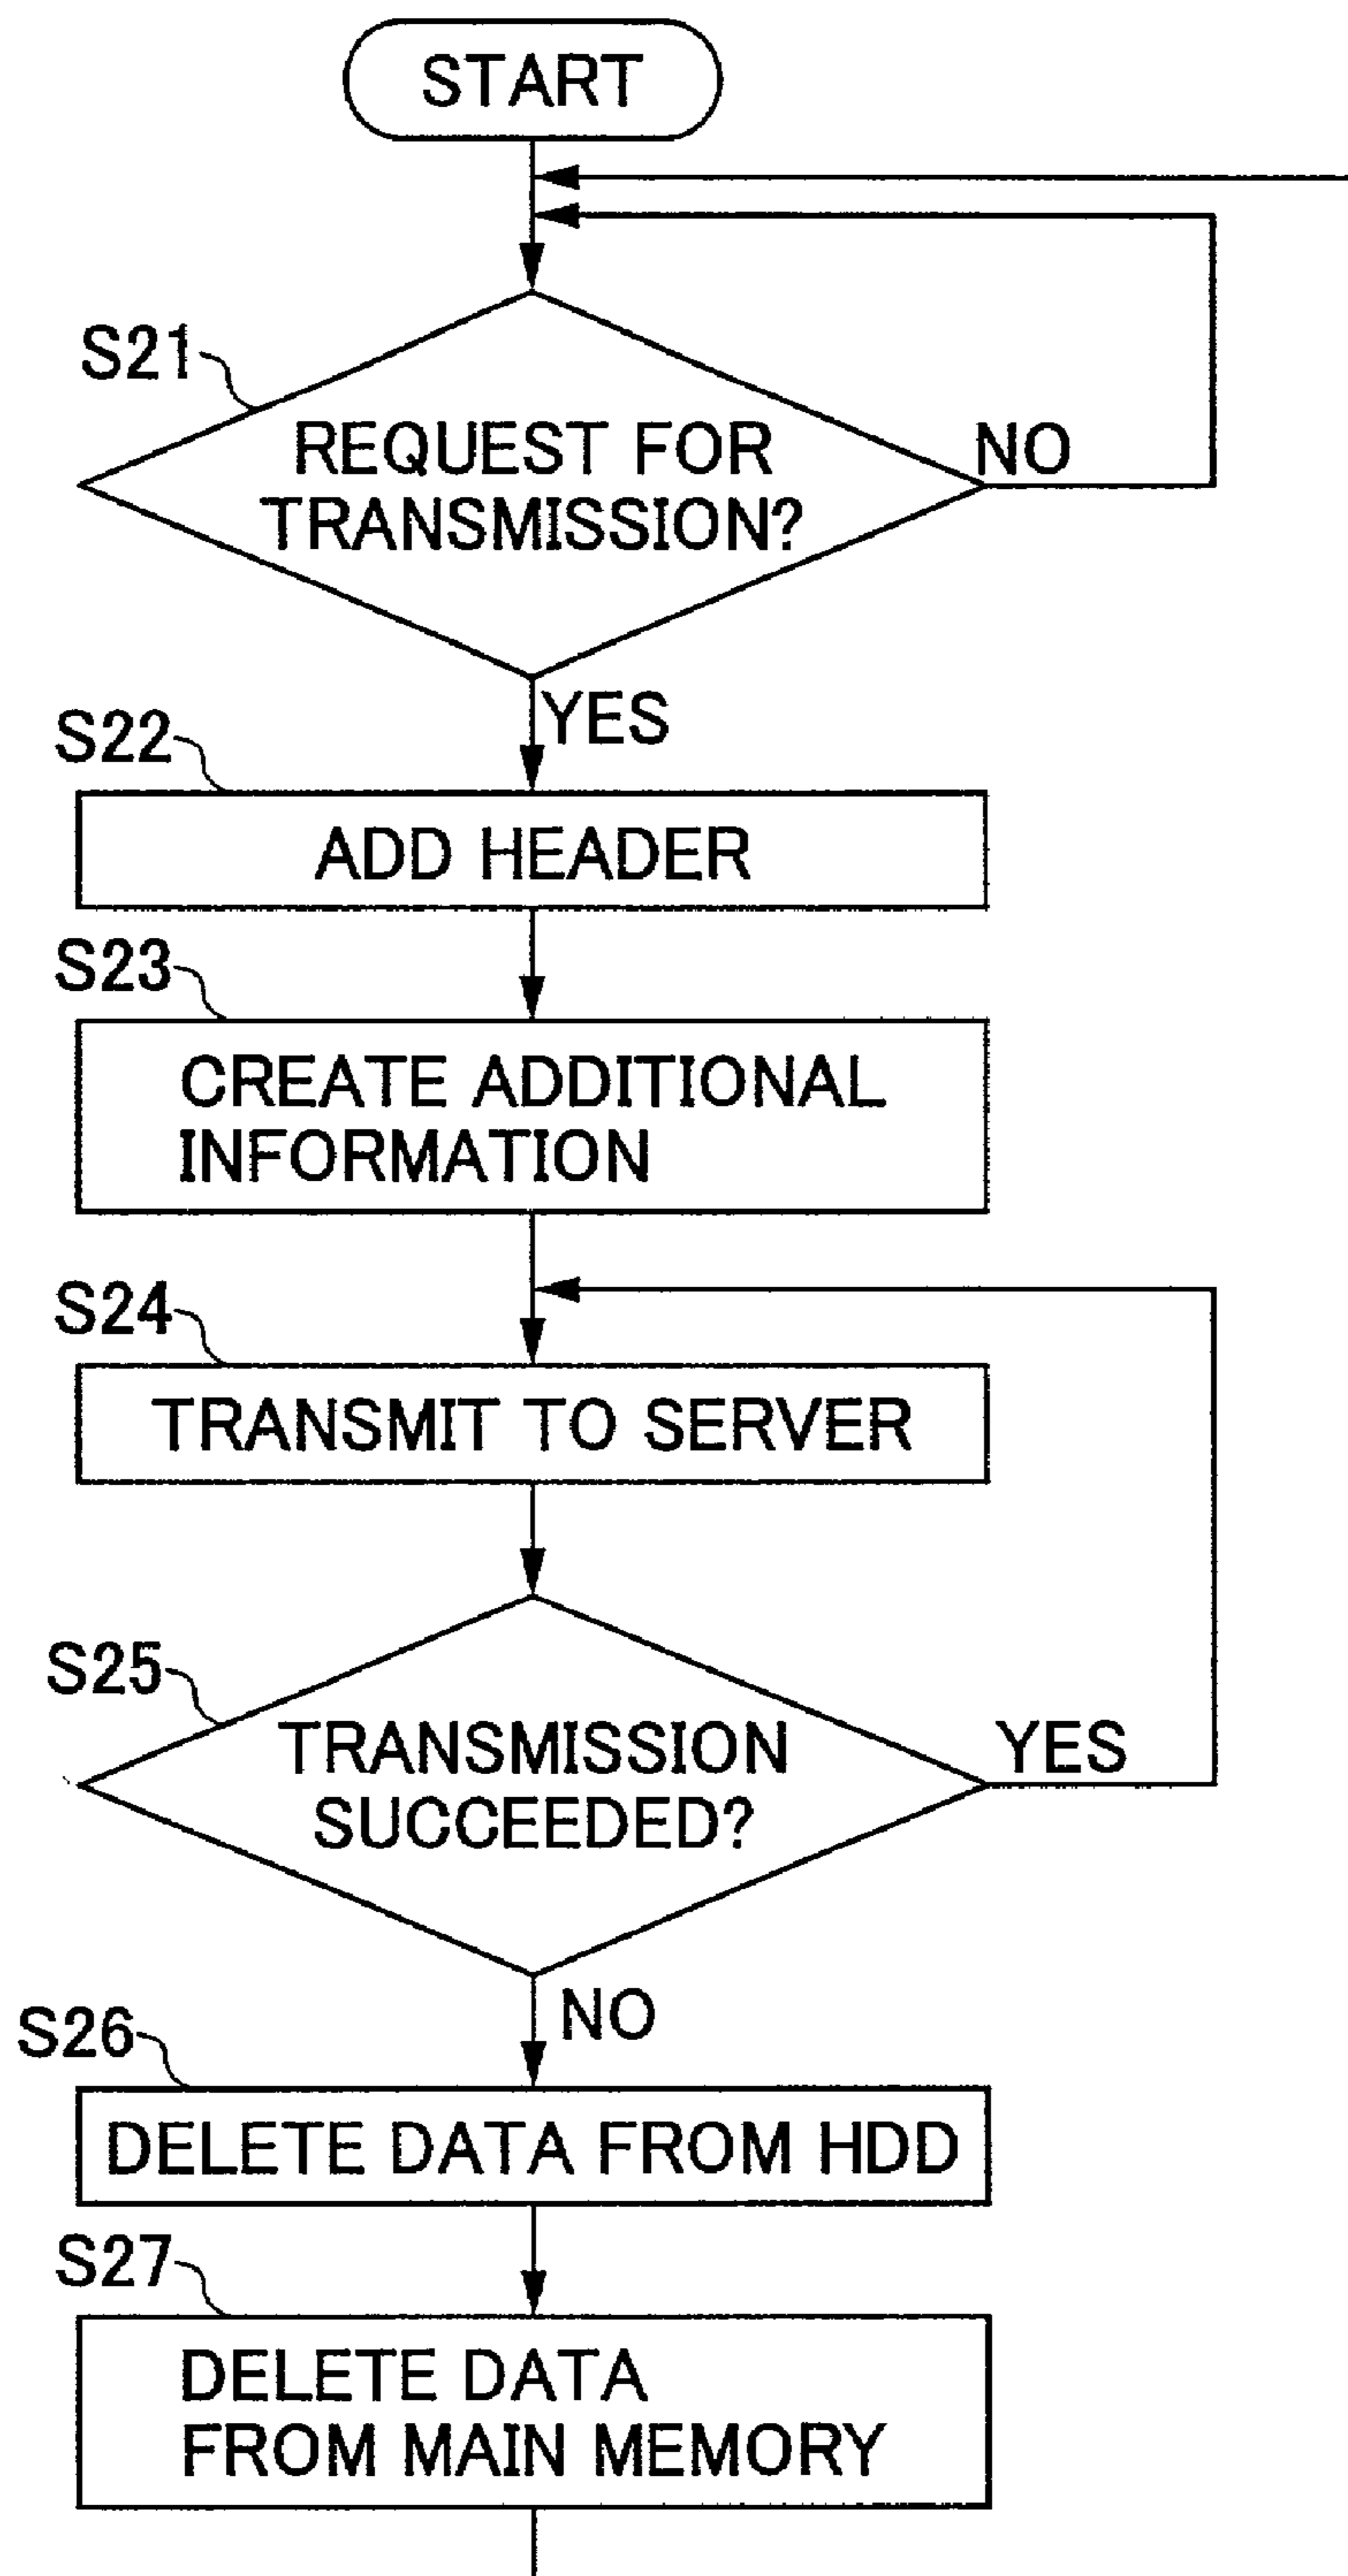 START
S21
REQUEST FOR
TRANSMISSION?
NO
YES
S22
ADD HEADER
S23
CREATE ADDITIONAL
INFORMATION
S24
TRANSMIT TO SERVER
S25
TRANSMISSION
SUCCEEDED?
YES
NO
S26
DELETE DATA FROM HDD
S27
DELETE DATA
FROM MAIN MEMORY